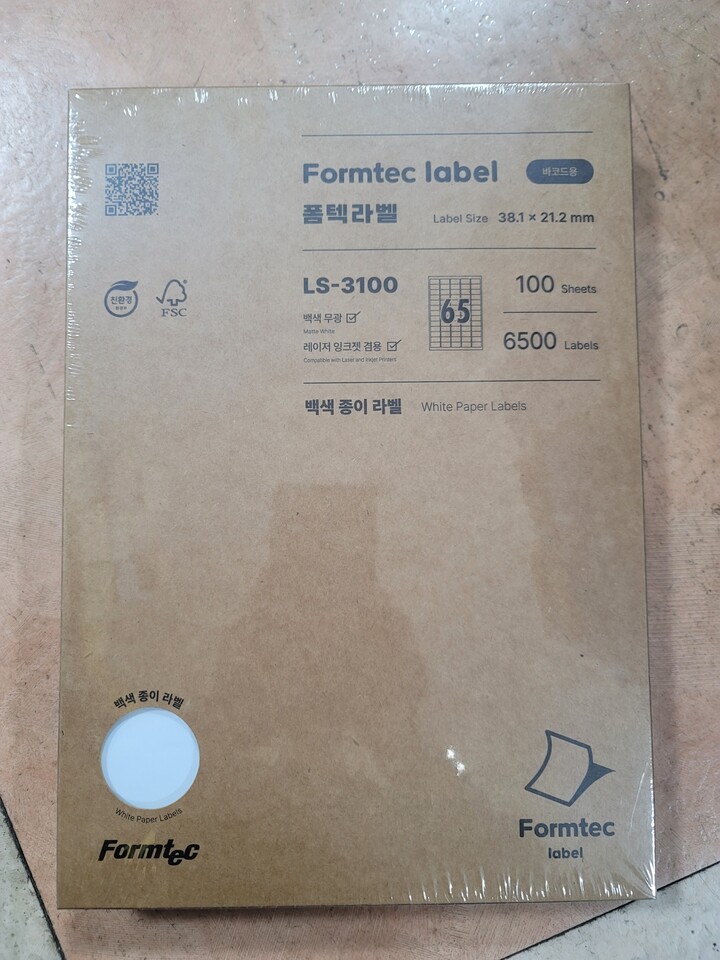 Formtec label 바코드용
폼텍라벨 Label Size 38.1 × 21.2 mm
친환경
FSC
LS-3100
백색 무광
Matte White
레이저 잉크젯 겸용
Compatible with Laser and Inkjet Printers
65
100 Sheets
6500 Labels
백색 종이 라벨 White Paper Labels
백색 종이 라벨
White Paper Labels
Formtec
Formtec
label